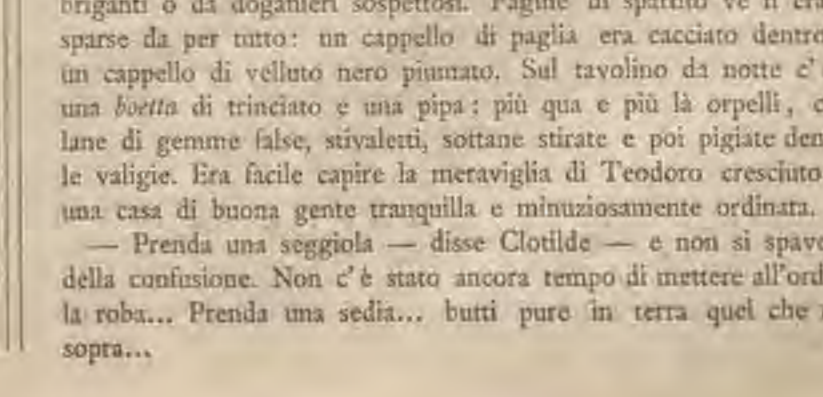 briganti o da doganieri sospettosi. Pagine di spartito ve n'era
sparse da per tutto: un cappello di paglia era cacciato dentro
un cappello di velluto nero piumato. Sul tavolino da notte c'
una boetta di trinciato e una pipa: più qua e più là orpelli, c
lane di gemme false, stivaletti, sottane stirate e poi pigiate den
le valigie. Era facile capire la meraviglia di Teodoro cresciuto
una casa di buona gente tranquilla e minuziosamente ordinata.
— Prenda una seggiola — disse Clotilde — e non si spave
della confusione. Non c'è stato ancora tempo di mettere all'ord
la roba... Prenda una sedia... butti pure in terra quel che
sopra...